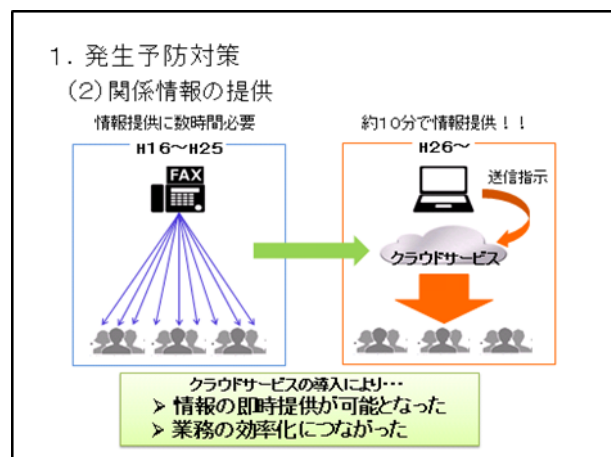 1．発生予防対策
（2）関係情報の提供
情報提供に数時間必要
H16～H25
FAX
約10分で情報提供！！
H26～
送信指示
クラウドサービス
クラウドサービスの導入により…
➢ 情報の即時提供が可能となった
➢ 業務の効率化につながった